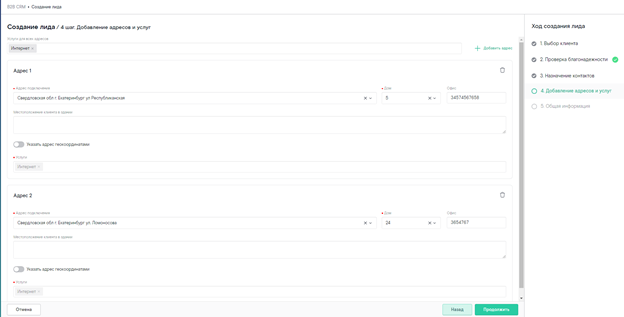 B2B CRM • Создание лида
Создание лида / 4 шаг. Добавление адресов и услуг
Услуга для всех адресов
Интернет ×
+ Добавить адрес
Адрес 1
• Адрес подключения
• Дом
Офис
Свердловская обл г. Екатеринбург ул Республиканская
5
34574567658
Местоположение клиента в здании
Указать адрес геокоординатами
• Услуги
Интернет ×
Адрес 2
• Адрес подключения
• Дом
Офис
Свердловская обл г. Екатеринбург ул. Ломоносова
24
3654767
Местоположение клиента в здании
Указать адрес геокоординатами
• Услуги
Интернет ×
Отмена
Назад
Продолжить
Ход создания лида
1. Выбор клиента
2. Проверка благонадежности
3. Назначение контактов
4. Добавление адресов и услуг
5. Общая информация